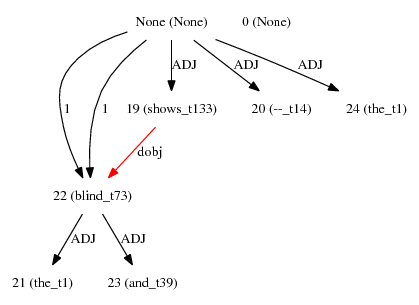 None (None) 0 (None)
ADJ ADJ ADJ
1 1 19 (shows_t133) 20 (--_t14) 24 (the_t1)
dobj
22 (blind_t73)
ADJ ADJ
21 (the_t1) 23 (and_t39)